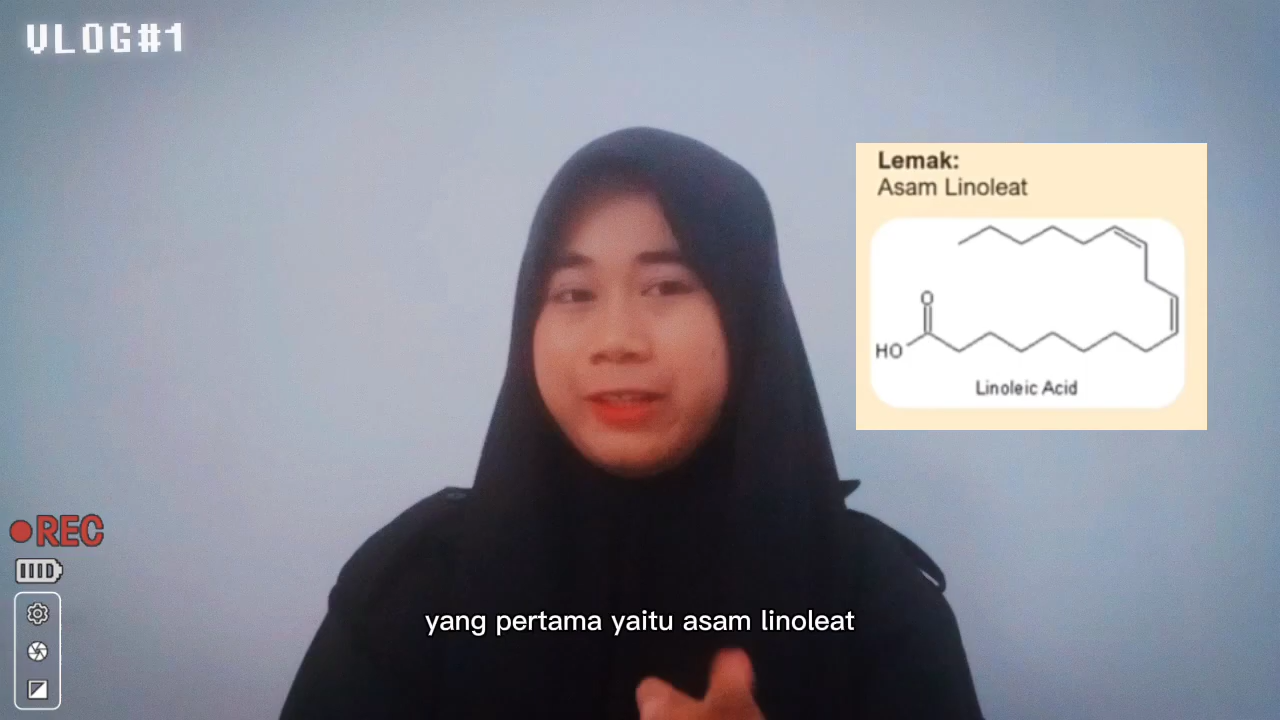 VLOG#1
Lemak:
Asam Linoleat
O
HO
Linoleic Acid
REC
yang pertama yaitu asam linoleat